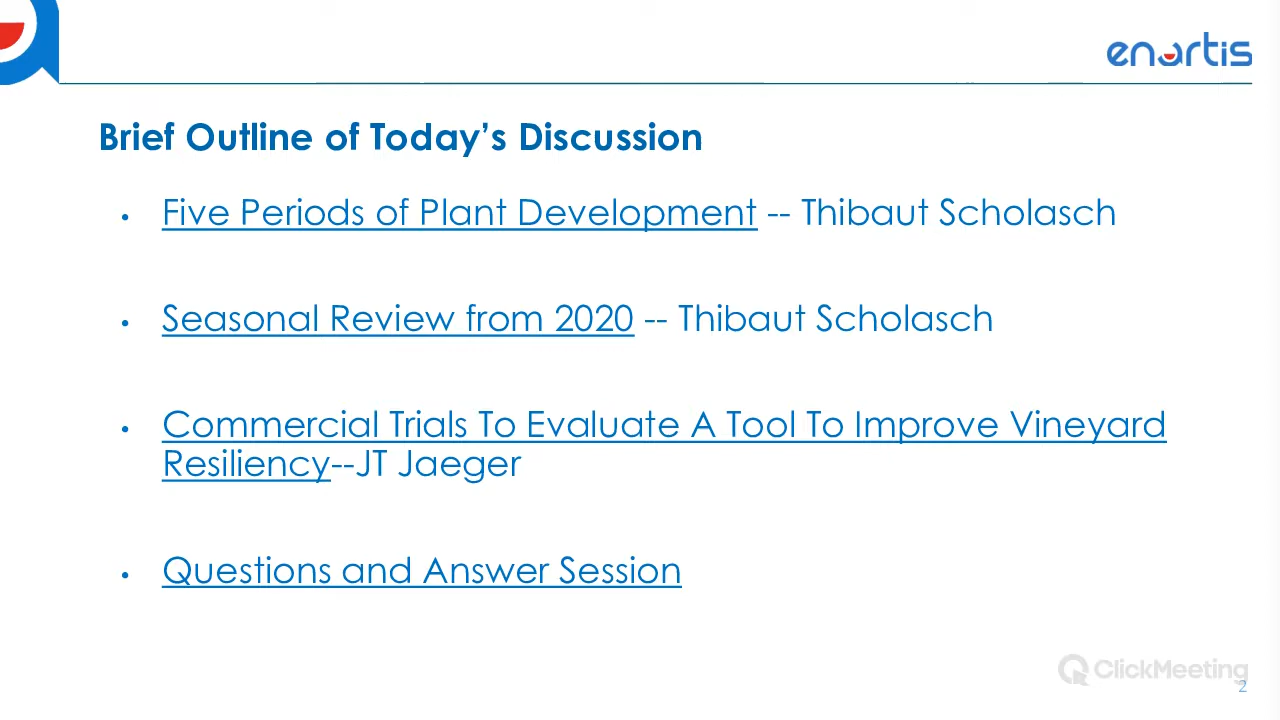 enartis
Brief Outline of Today’s Discussion
• Five Periods of Plant Development -- Thibaut Scholasch
• Seasonal Review from 2020 -- Thibaut Scholasch
• Commercial Trials To Evaluate A Tool To Improve Vineyard
Resiliency--JT Jaeger
• Questions and Answer Session
ClickMeeting
2